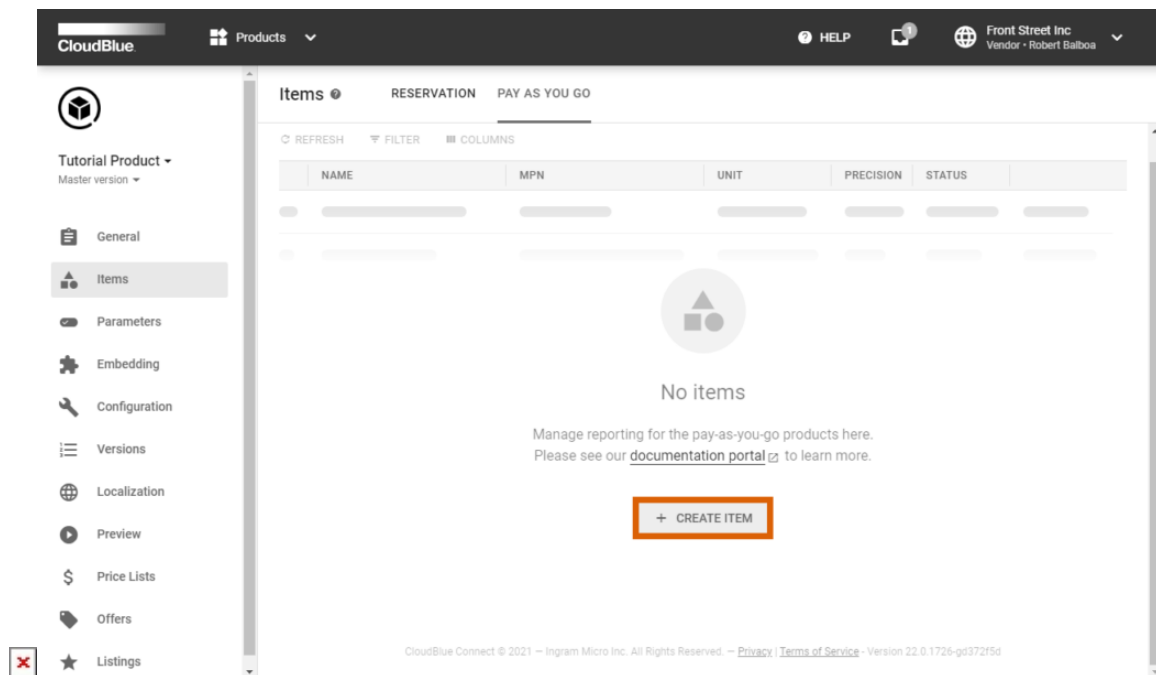 CloudBlue.
Products
HELP
1
Front Street Inc
Vendor • Robert Balboa
Tutorial Product
Master version
General
Items
Parameters
Embedding
Configuration
Versions
Localization
Preview
Price Lists
Offers
Listings
Items
RESERVATION PAY AS YOU GO
REFRESH FILTER COLUMNS
NAME MPN UNIT PRECISION STATUS
No items
Manage reporting for the pay-as-you-go products here.
Please see our documentation portal to learn more.
+ CREATE ITEM
CloudBlue Connect © 2021 — Ingram Micro Inc. All Rights Reserved. — Privacy | Terms of Service - Version 22.0.1726-gd372f5d